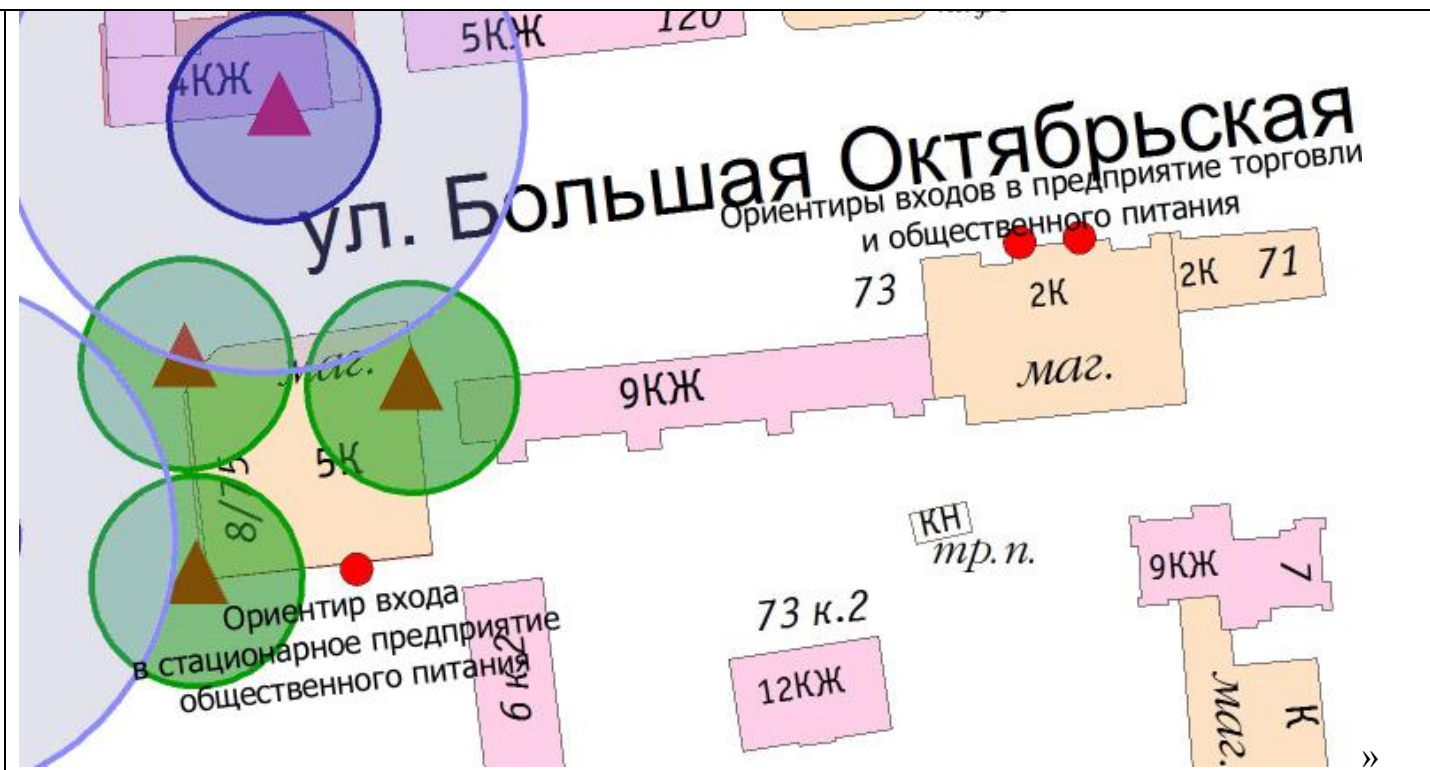 5КЖ
120
4КЖ
ул. Большая Октябрьская
Ориентиры входов в предприятие торговли
и общественного питания
73
2К
2К
71
маг.
маг.
9КЖ
5К
8/75
КН
тр. п.
9КЖ
7
Ориентир входа
в стационарное предприятие
общественного питания
73 к.2
12КЖ
6 к.2
маг.
К
»